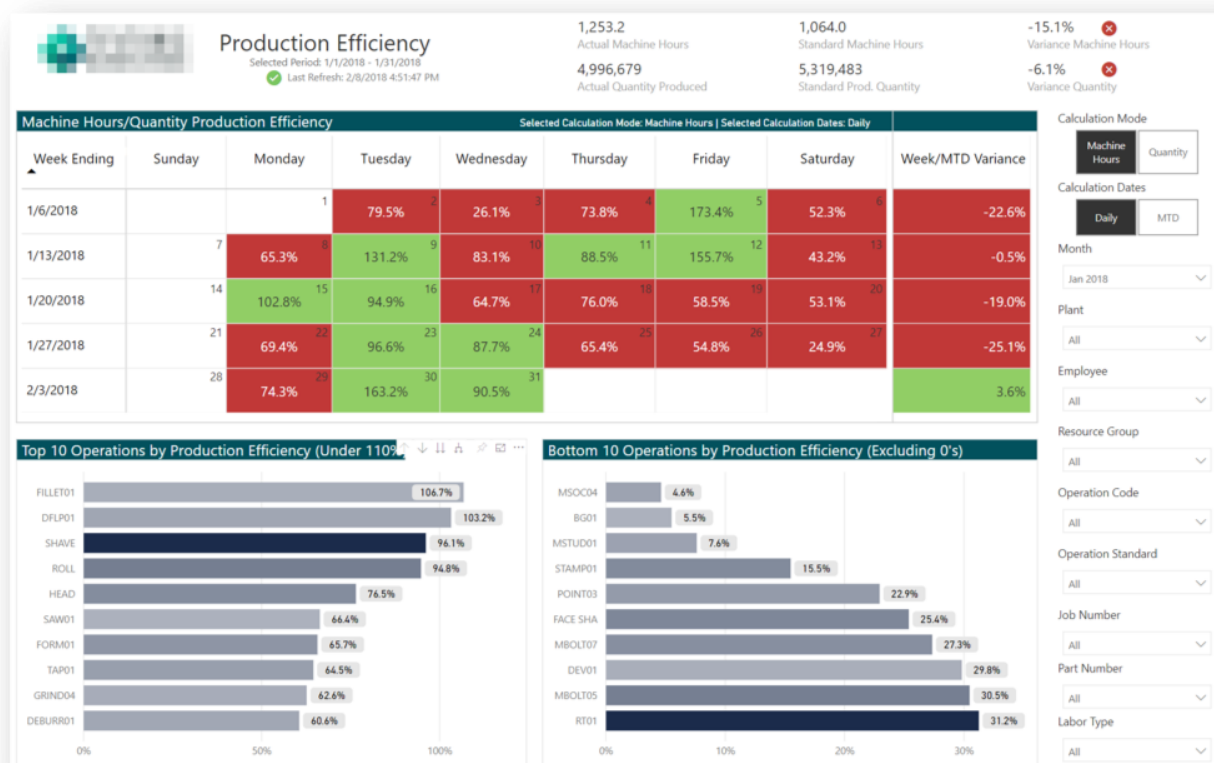 Production Efficiency
Selected Period: 1/1/2018 - 1/31/2018
Last Refresh: 2/8/2018 4:51:47 PM
1,253.2
Actual Machine Hours
1,064.0
Standard Machine Hours
-15.1%
Variance Machine Hours
4,996,679
Actual Quantity Produced
5,319,483
Standard Prod. Quantity
-6.1%
Variance Quantity
Machine Hours/Quantity Production Efficiency
Selected Calculation Mode: Machine Hours | Selected Calculation Dates: Daily
Week Ending Sunday Monday Tuesday Wednesday Thursday Friday Saturday Week/MTD Variance
1 2 3 4 5 6
1/6/2018 79.5% 26.1% 73.8% 173.4% 52.3% -22.6%
7 8 9 10 11 12 13
1/13/2018 65.3% 131.2% 83.1% 88.5% 155.7% 43.2% -0.5%
14 15 16 17 18 19 20
1/20/2018 102.8% 94.9% 64.7% 76.0% 58.5% 53.1% -19.0%
21 22 23 24 25 26 27
1/27/2018 69.4% 96.6% 87.7% 65.4% 54.8% 24.9% -25.1%
28 29 30 31
2/3/2018 74.3% 163.2% 90.5% 3.6%
Calculation Mode
Machine
Hours
Quantity
Calculation Dates
Daily
MTD
Month
Jan 2018
Plant
All
Employee
All
Resource Group
All
Operation Code
All
Operation Standard
All
Job Number
All
Part Number
All
Labor Type
All
Top 10 Operations by Production Efficiency (Under 110%
FILLET01 106.7%
DFLP01 103.2%
SHAVE 96.1%
ROLL 94.8%
HEAD 76.5%
SAW01 66.4%
FORM01 65.7%
TAP01 64.5%
GRIND04 62.6%
DEBURR01 60.6%
0% 50% 100%
Bottom 10 Operations by Production Efficiency (Excluding 0's)
MSOC04 4.6%
BG01 5.5%
MSTUD01 7.6%
STAMP01 15.5%
POINT03 22.9%
FACE SHA 25.4%
MBOLT07 27.3%
DEV01 29.8%
MBOLT05 30.5%
RT01 31.2%
0% 10% 20% 30%